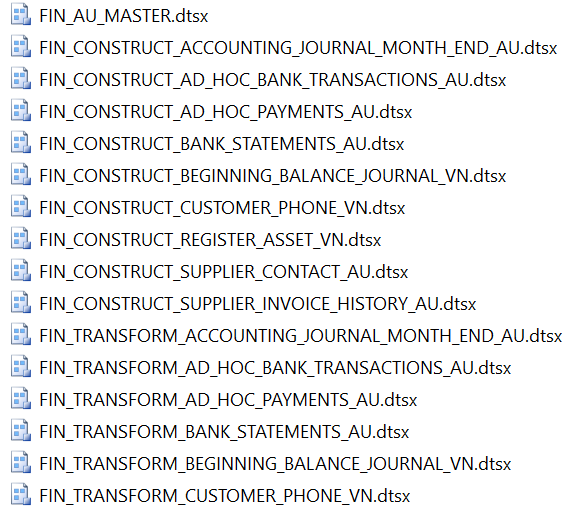 FIN_AU_MASTER.dtsx
FIN_CONSTRUCT_ACCOUNTING_JOURNAL_MONTH_END_AU.dtsx
FIN_CONSTRUCT_AD_HOC_BANK_TRANSACTIONS_AU.dtsx
FIN_CONSTRUCT_AD_HOC_PAYMENTS_AU.dtsx
FIN_CONSTRUCT_BANK_STATEMENTS_AU.dtsx
FIN_CONSTRUCT_BEGINNING_BALANCE_JOURNAL_VN.dtsx
FIN_CONSTRUCT_CUSTOMER_PHONE_VN.dtsx
FIN_CONSTRUCT_REGISTER_ASSET_VN.dtsx
FIN_CONSTRUCT_SUPPLIER_CONTACT_AU.dtsx
FIN_CONSTRUCT_SUPPLIER_INVOICE_HISTORY_AU.dtsx
FIN_TRANSFORM_ACCOUNTING_JOURNAL_MONTH_END_AU.dtsx
FIN_TRANSFORM_AD_HOC_BANK_TRANSACTIONS_AU.dtsx
FIN_TRANSFORM_AD_HOC_PAYMENTS_AU.dtsx
FIN_TRANSFORM_BANK_STATEMENTS_AU.dtsx
FIN_TRANSFORM_BEGINNING_BALANCE_JOURNAL_VN.dtsx
FIN_TRANSFORM_CUSTOMER_PHONE_VN.dtsx